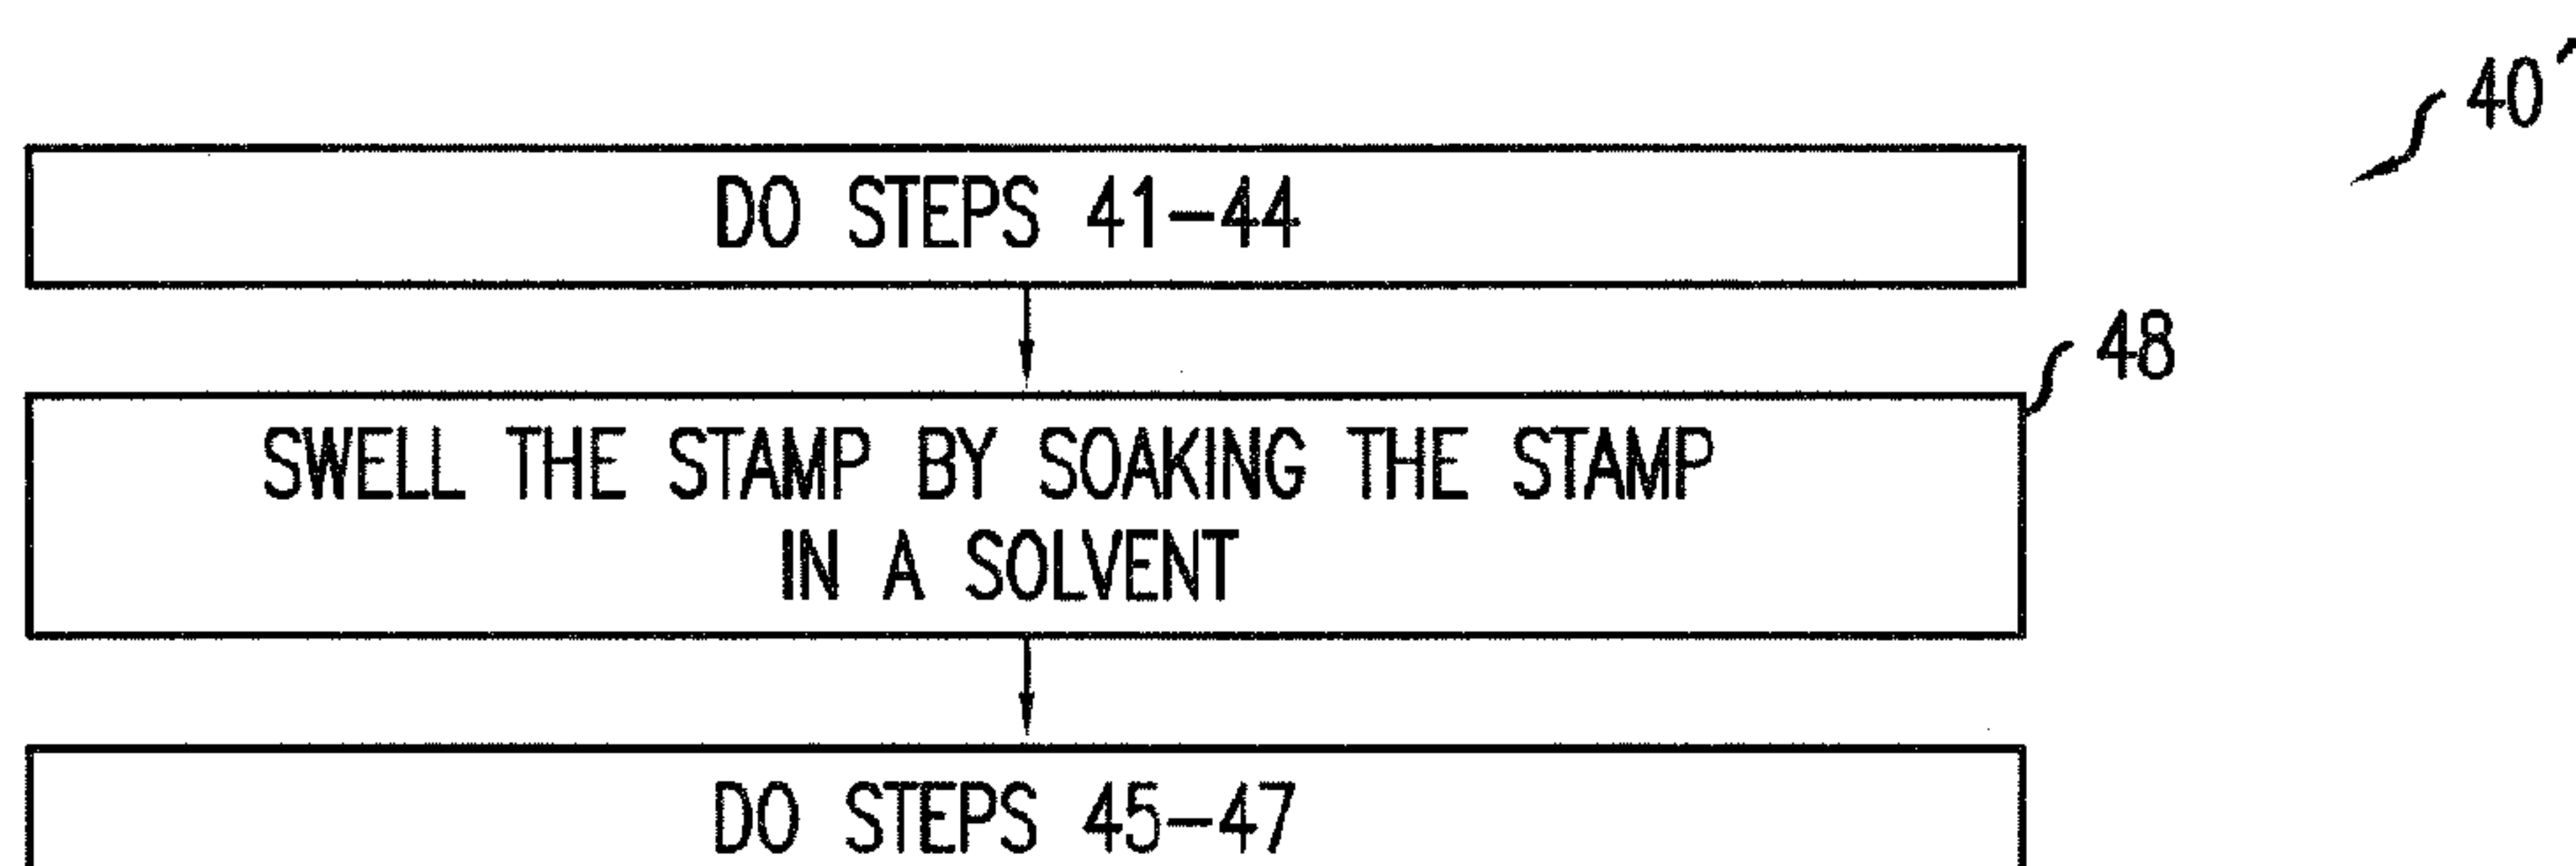 40'
DO STEPS 41-44
48
SWELL THE STAMP BY SOAKING THE STAMP
IN A SOLVENT
DO STEPS 45-47